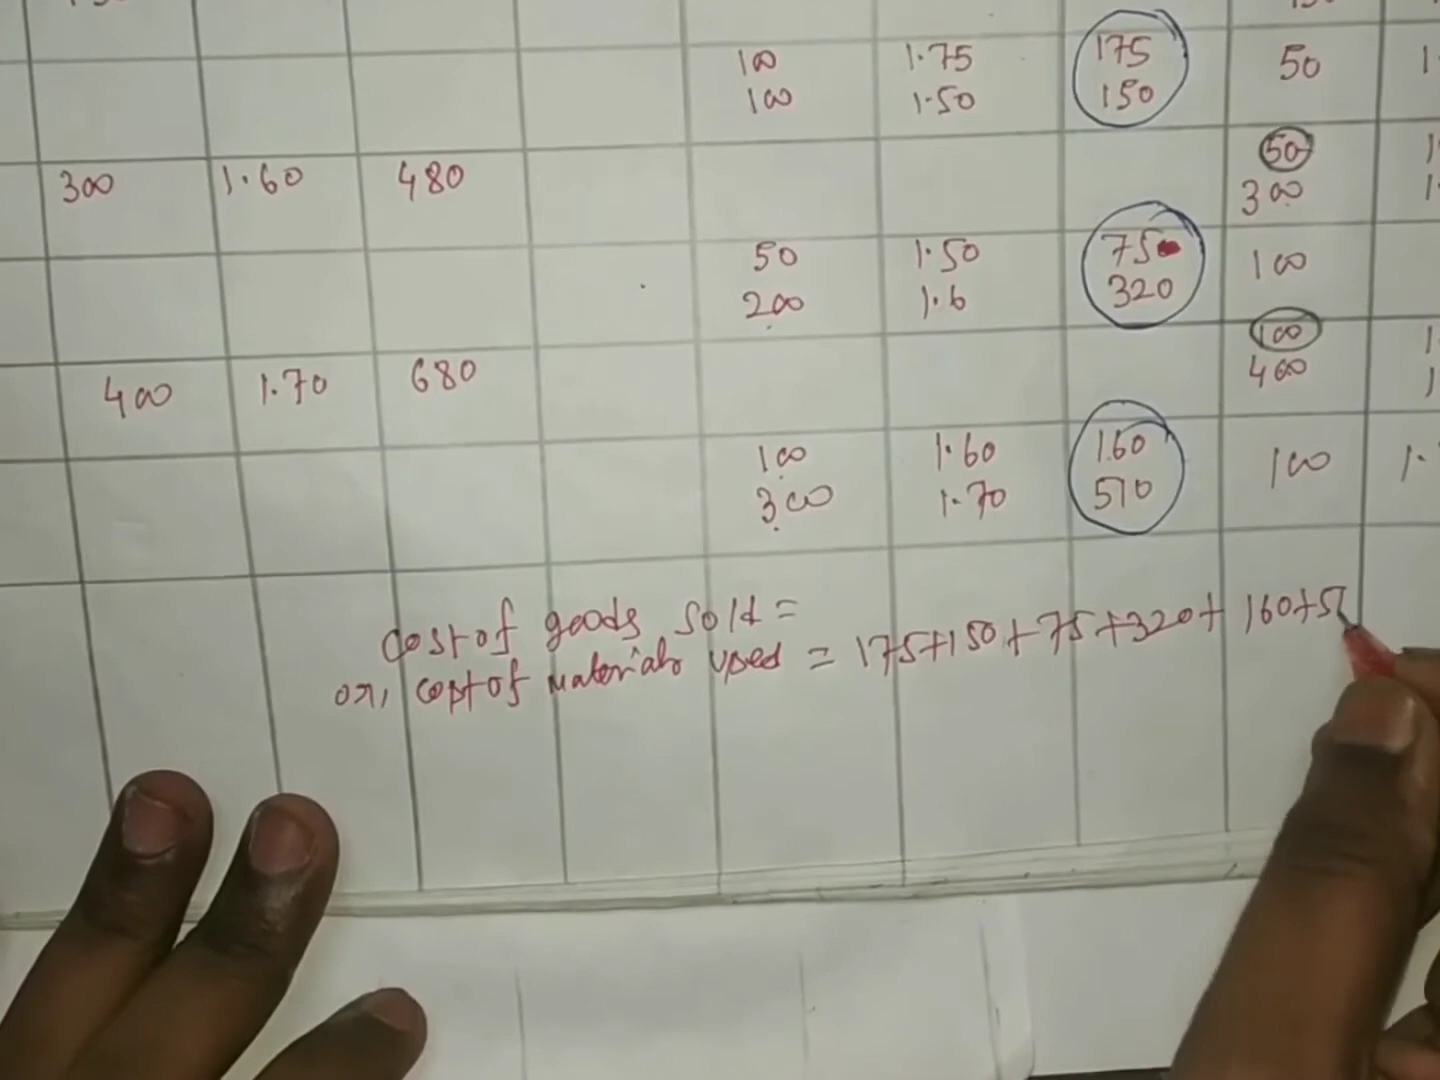 100 1.75 175 50
100 1.50 150
300 1.60 480 50
300
50 1.50 75 100
200 1.6 320
400 1.70 680 100
400
100 1.60 160 100
300 1.70 510
cost of goods sold =
or, cost of materials used = 175+150+75+320+ 160+5